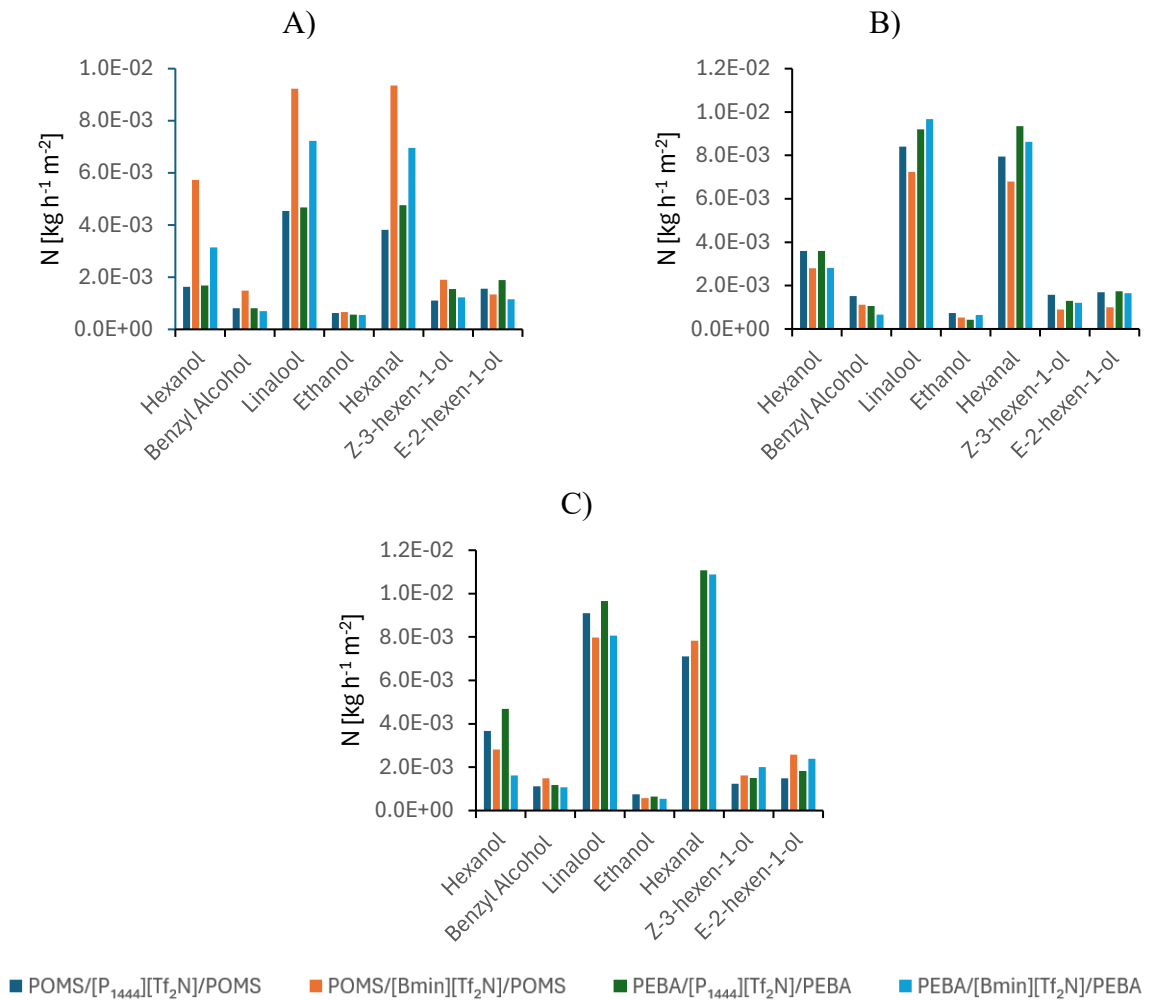 A)
N [kg h⁻¹ m⁻²]
1.0E-02
8.0E-03
6.0E-03
4.0E-03
2.0E-03
0.0E+00
Hexanol
Benzyl Alcohol
Linalool
Ethanol
Hexanal
Z-3-hexen-1-ol
E-2-hexen-1-ol
B)
N [kg h⁻¹ m⁻²]
1.2E-02
1.0E-02
8.0E-03
6.0E-03
4.0E-03
2.0E-03
0.0E+00
Hexanol
Benzyl Alcohol
Linalool
Ethanol
Hexanal
Z-3-hexen-1-ol
E-2-hexen-1-ol
C)
N [kg h⁻¹ m⁻²]
1.2E-02
1.0E-02
8.0E-03
6.0E-03
4.0E-03
2.0E-03
0.0E+00
Hexanol
Benzyl Alcohol
Linalool
Ethanol
Hexanal
Z-3-hexen-1-ol
E-2-hexen-1-ol
POMS/[P₁₄₄₄][Tf₂N]/POMS POMS/[Bmin][Tf₂N]/POMS PEBA/[P₁₄₄₄][Tf₂N]/PEBA PEBA/[Bmin][Tf₂N]/PEBA